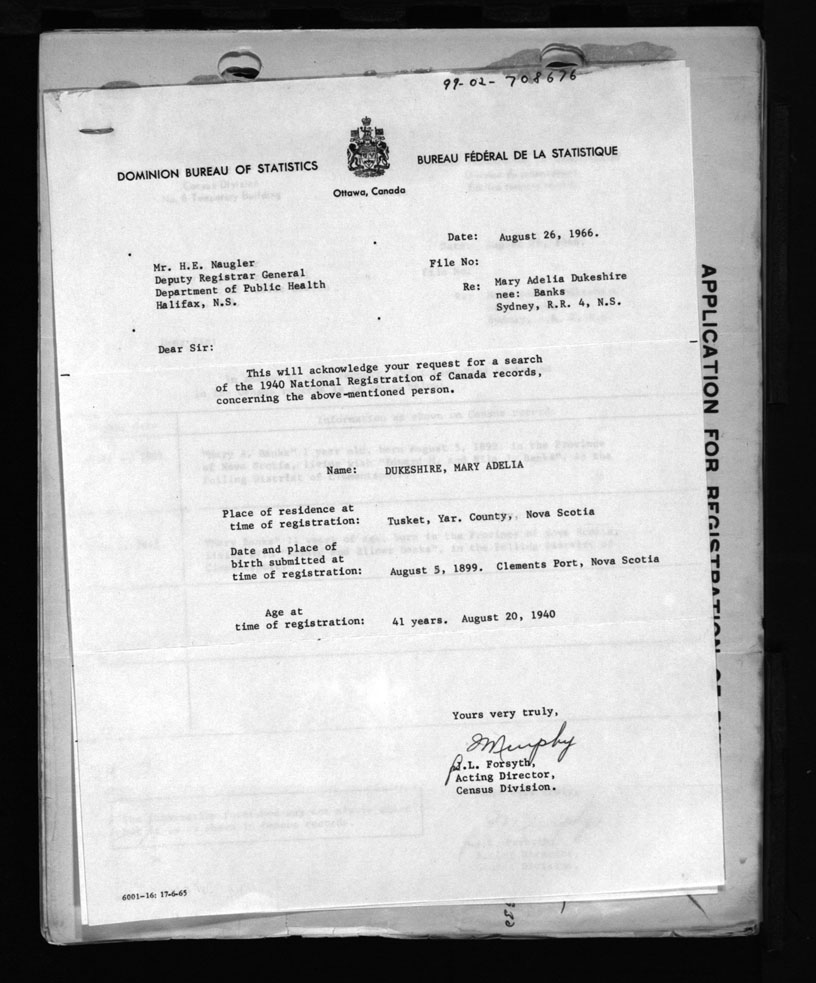 99-02-708676
DOMINION BUREAU OF STATISTICS
BUREAU FÉDÉRAL DE LA STATISTIQUE
Ottawa, Canada
Date: August 26, 1966.
Mr. H.E. Naugler
Deputy Registrar General
Department of Public Health
Halifax, N.S.
File No:
Re: Mary Adelia Dukeshire
nee: Banks
Sydney, R.R. 4, N.S.
Dear Sir:
This will acknowledge your request for a search
of the 1940 National Registration of Canada records,
concerning the above-mentioned person.
Name: DUKESHIRE, MARY ADELIA
Place of residence at
time of registration: Tusket, Yar. County, Nova Scotia
Date and place of
birth submitted at
time of registration: August 5, 1899. Clements Port, Nova Scotia
Age at
time of registration: 41 years. August 20, 1940
Yours very truly,
Murphy
J.L. Forsyth,
Acting Director,
Census Division.
6001-16: 17-6-65
APPLICATION FOR REGISTRATION OF